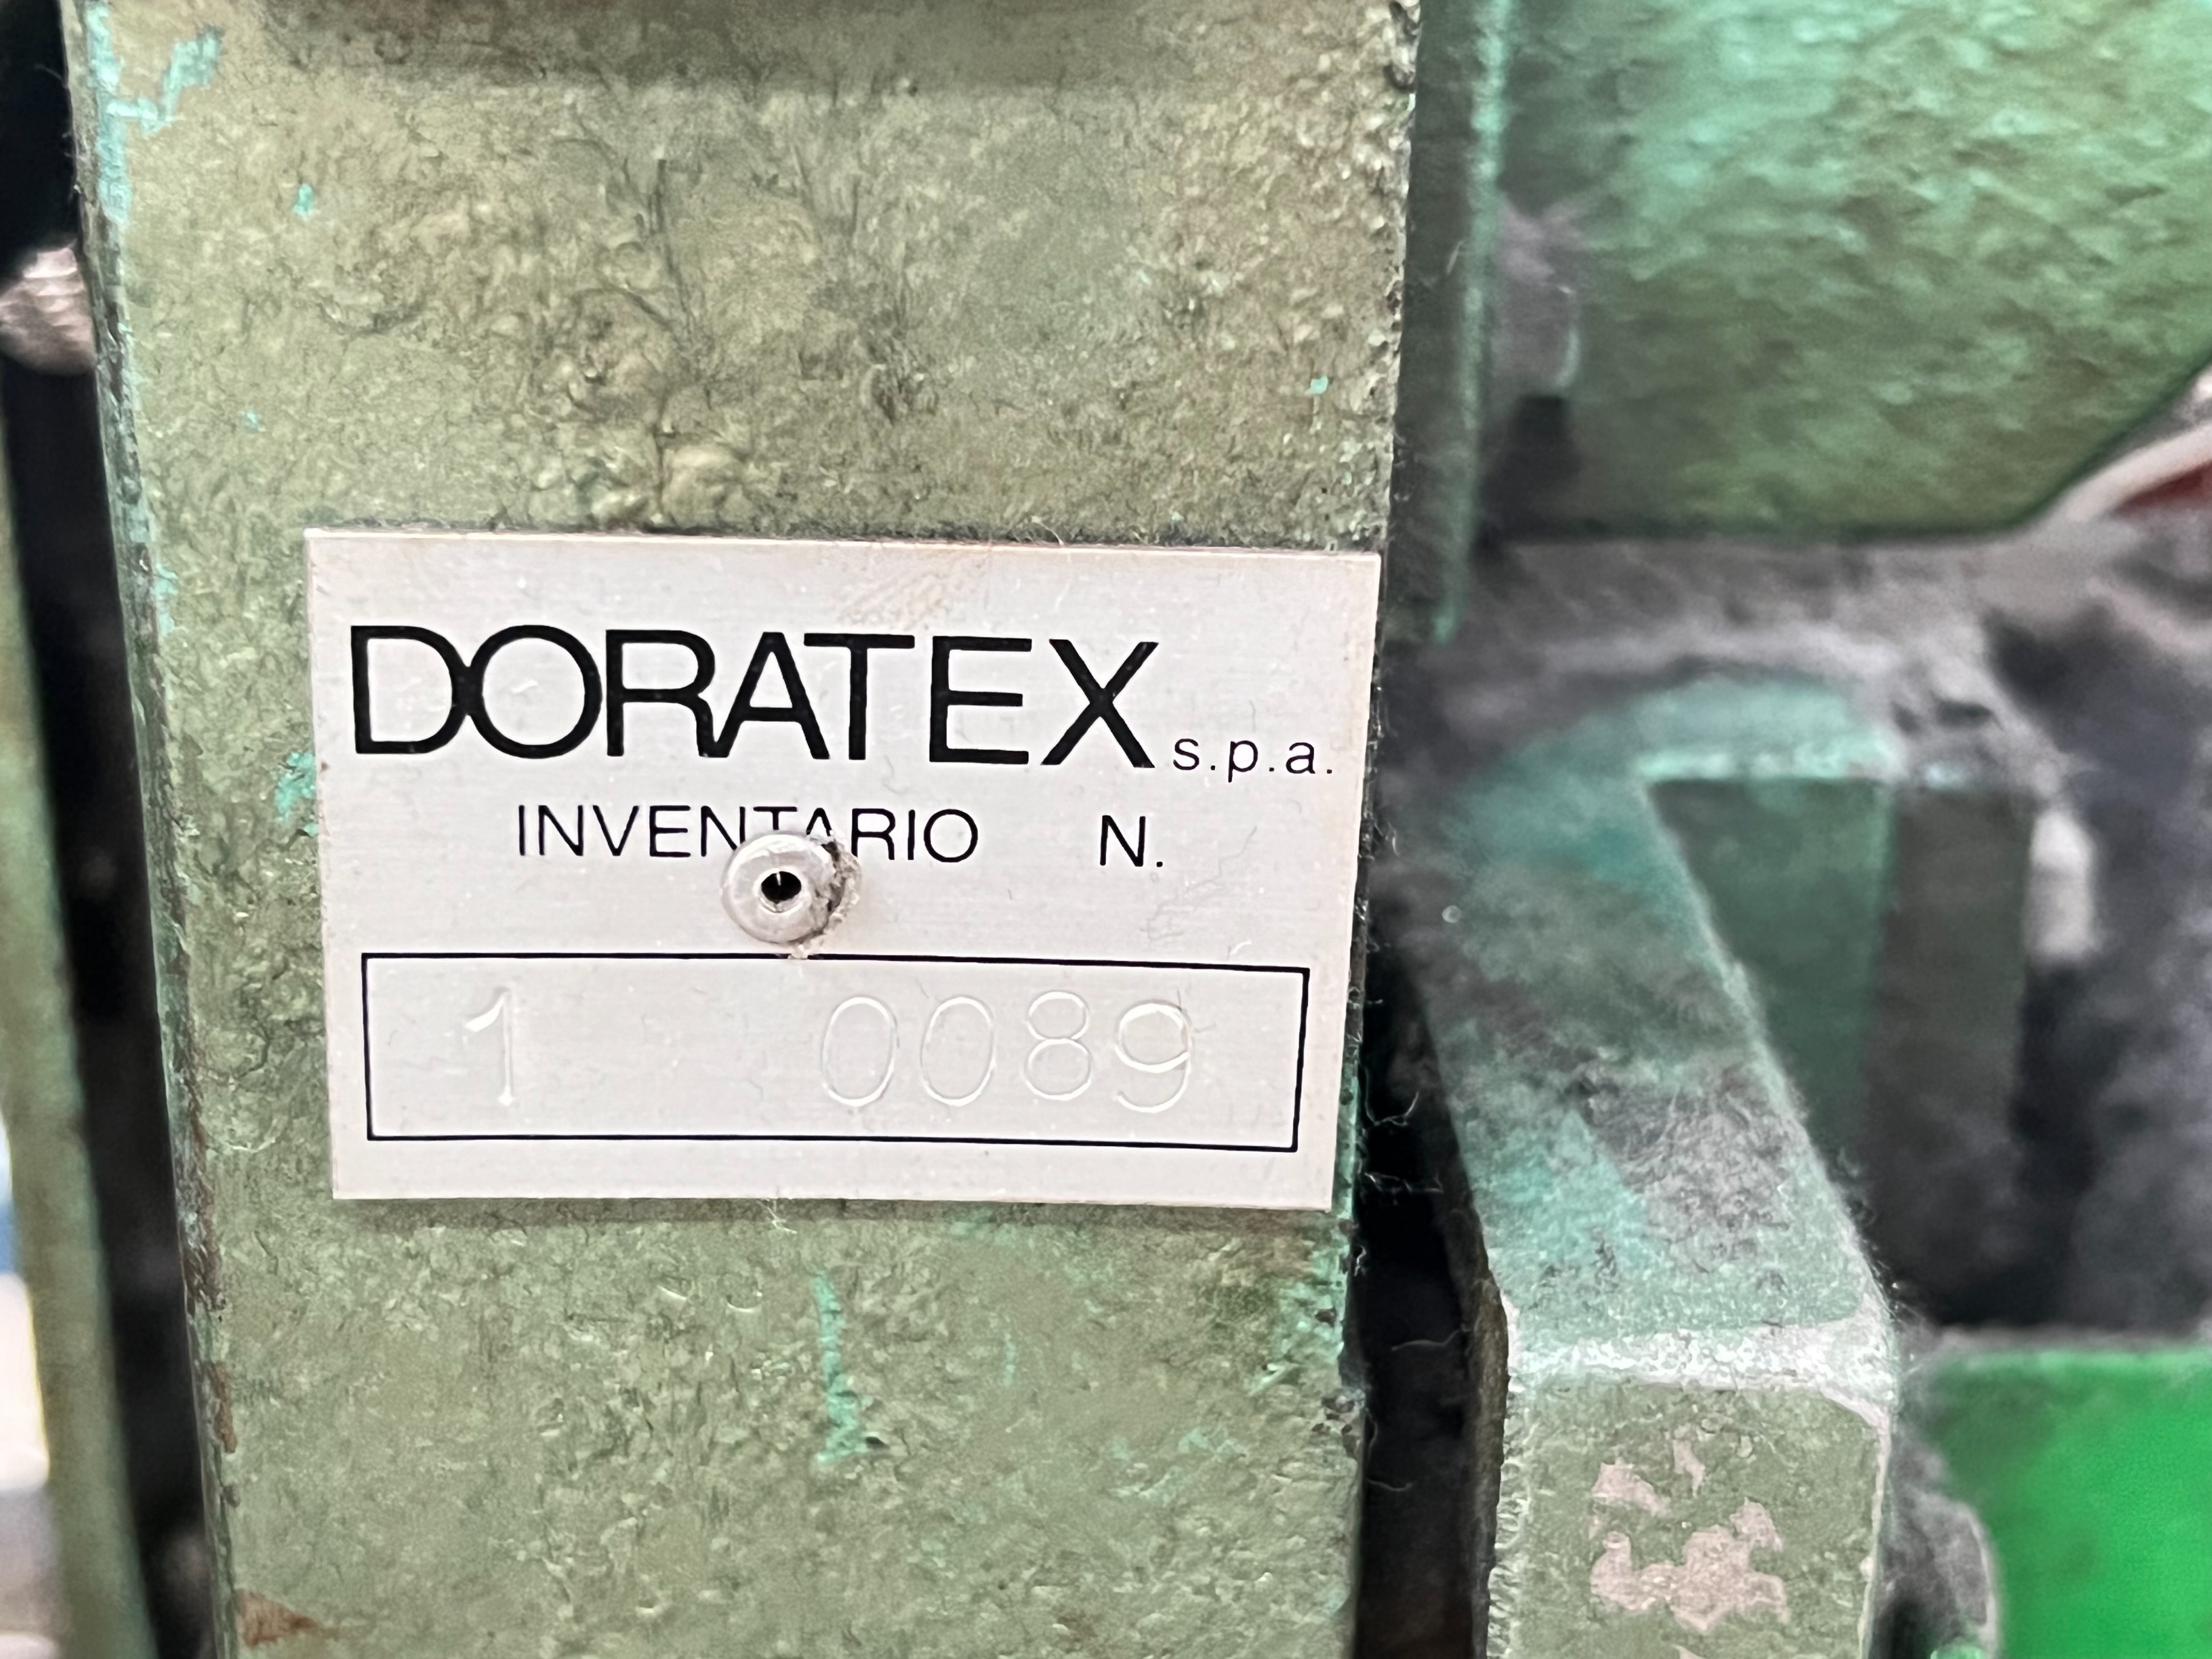 DORATEX s.p.a.
INVENTARIO N.
1 0089